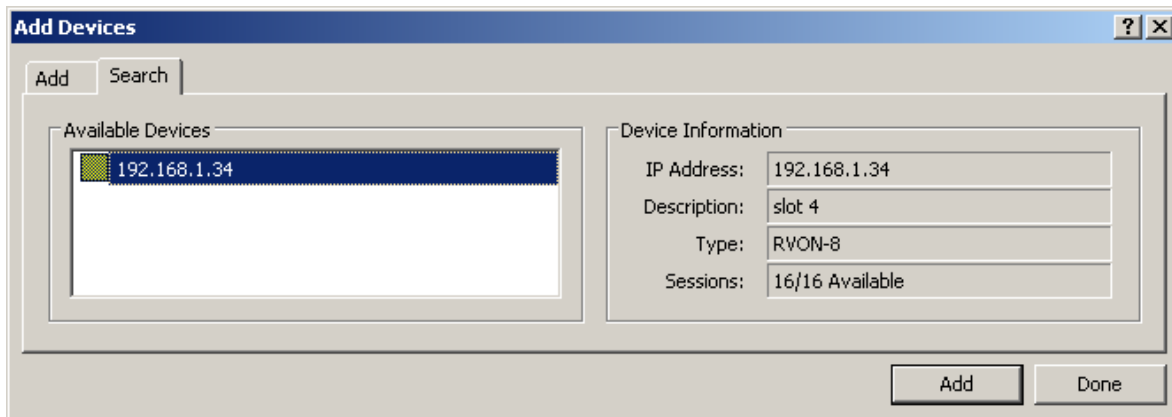 Add Devices
Add Search
Available Devices
192.168.1.34
Device Information
IP Address: 192.168.1.34
Description: slot 4
Type: RVON-8
Sessions: 16/16 Available
Add Done